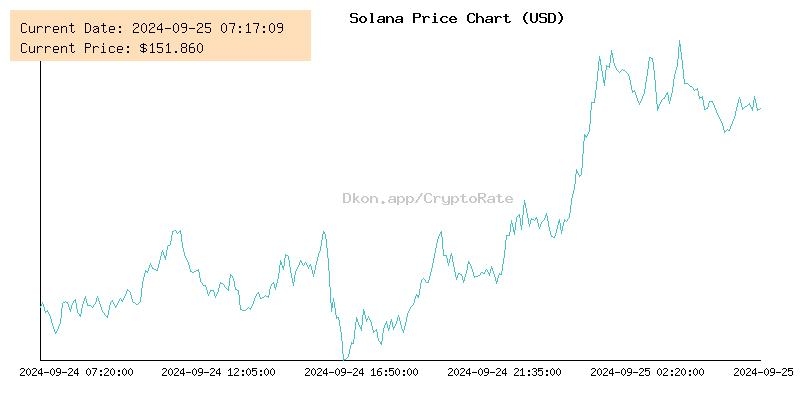 Solana Price Chart (USD)
Current Date: 2024-09-25 07:17:09
Current Price: $151.860
Dkon.app/CryptoRate
2024-09-24 07:20:00
2024-09-24 12:05:00
2024-09-24 16:50:00
2024-09-24 21:35:00
2024-09-25 02:20:00
2024-09-25